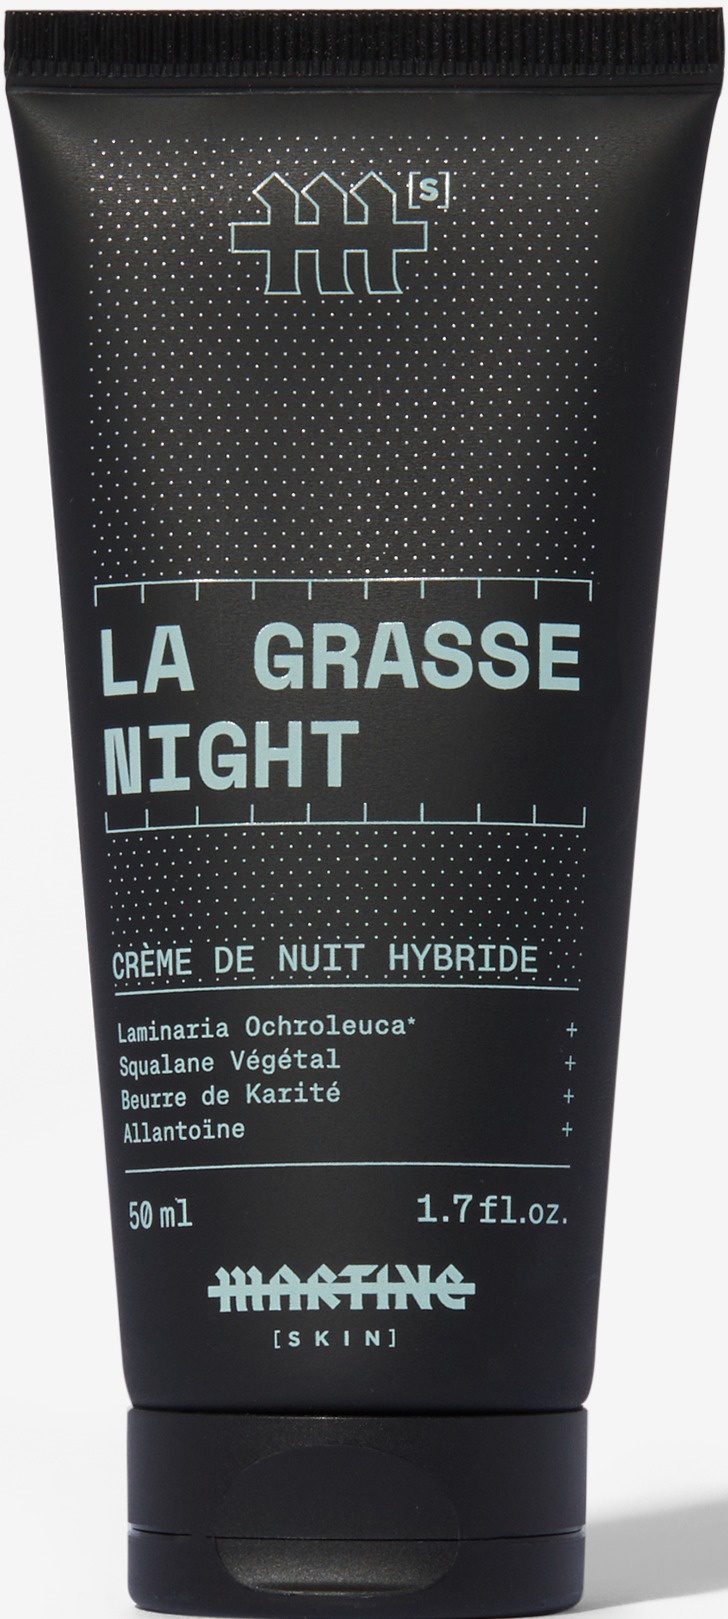 [S]
LA GRASSE
NIGHT
CRÈME DE NUIT HYBRIDE
Laminaria Ochroleuca* +
Squalane Végétal +
Beurre de Karité +
Allantoïne +
50 ml 1.7 fl.oz.
MARTINE
[SKIN]